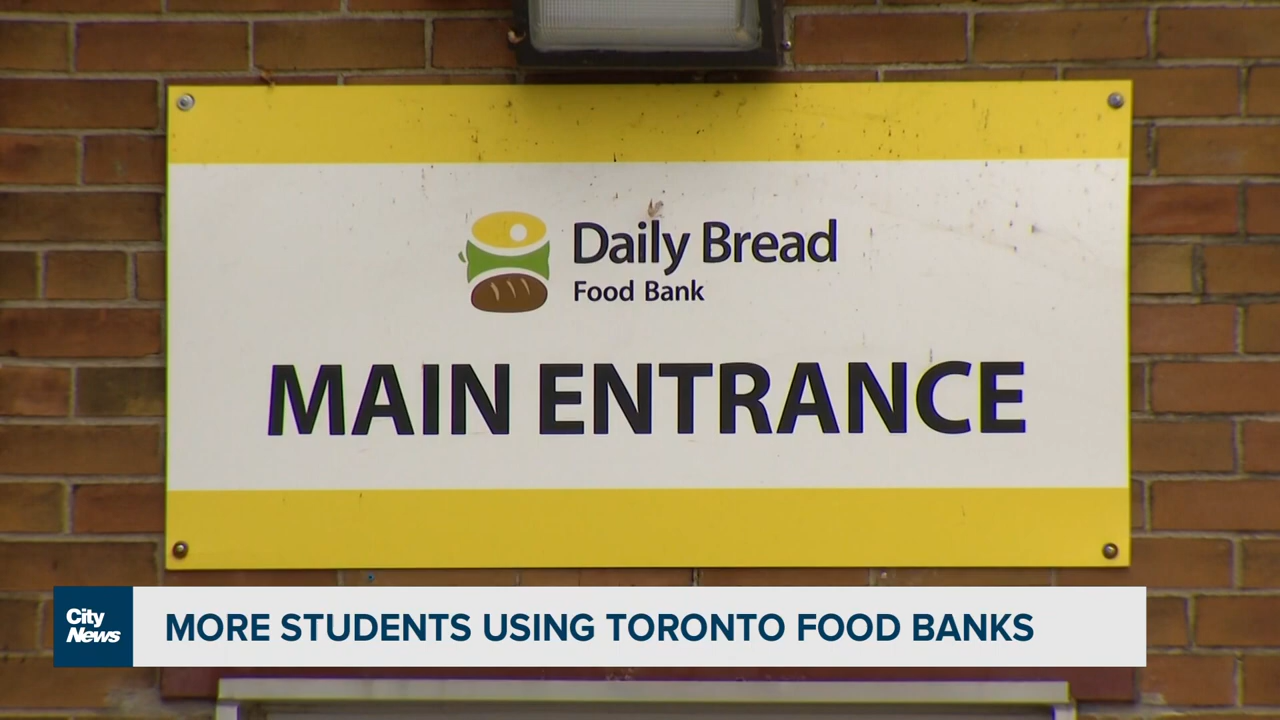 Daily Bread
Food Bank
MAIN ENTRANCE
City
News
MORE STUDENTS USING TORONTO FOOD BANKS